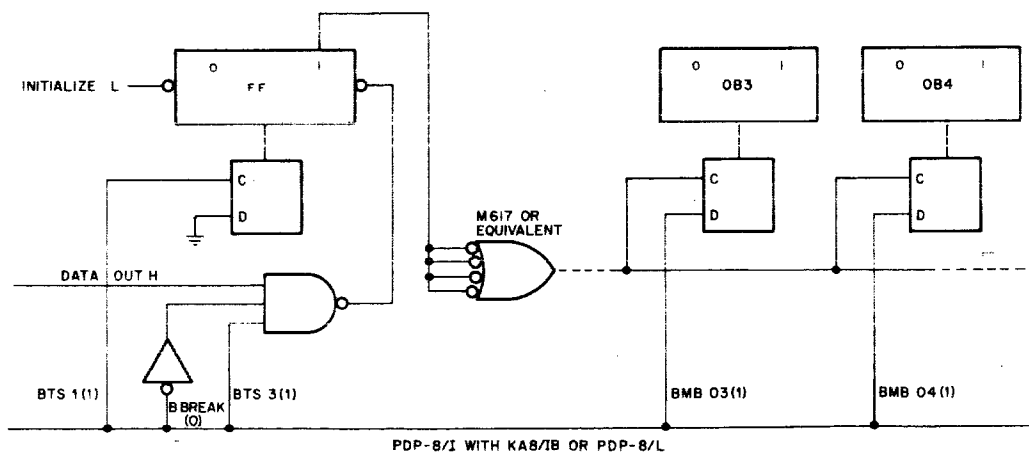 0 1
INITIALIZE L
FF
C
D
DATA OUT H
BTS 1(1)
B BREAK
(0)
BTS 3(1)
M617 OR
EQUIVALENT
0 1
OB3
C
D
BMB 03(1)
0 1
OB4
C
D
BMB 04(1)
PDP-8/I WITH KA8/IB OR PDP-8/L